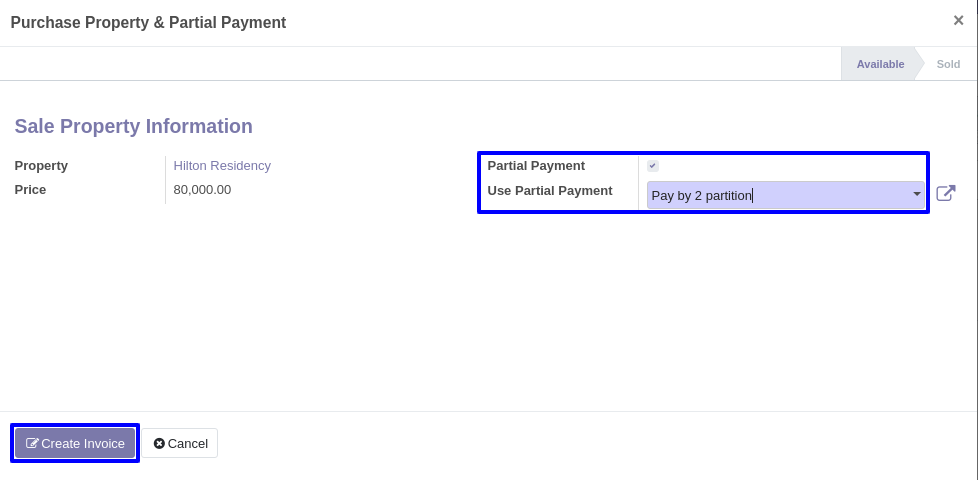 Purchase Property & Partial Payment
×
Available
Sold
Sale Property Information
Property
Hilton Residency
Price
80,000.00
Partial Payment
Use Partial Payment
Pay by 2 partition
Create Invoice
Cancel